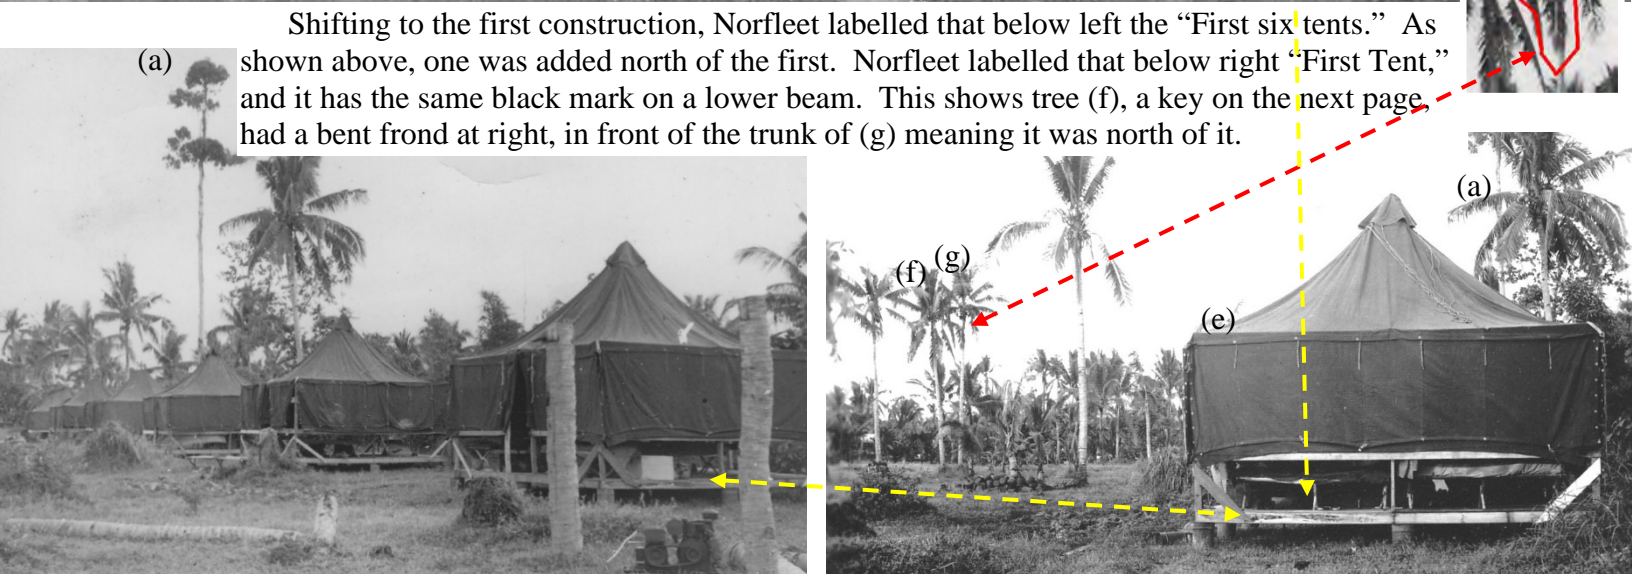 Shifting to the first construction, Norfleet labelled that below left the “First six tents.” As
(a) shown above, one was added north of the first. Norfleet labelled that below right “First Tent,”
and it has the same black mark on a lower beam. This shows tree (f), a key on the next page,
had a bent frond at right, in front of the trunk of (g) meaning it was north of it.
(a)
(g)
(f)
(e)